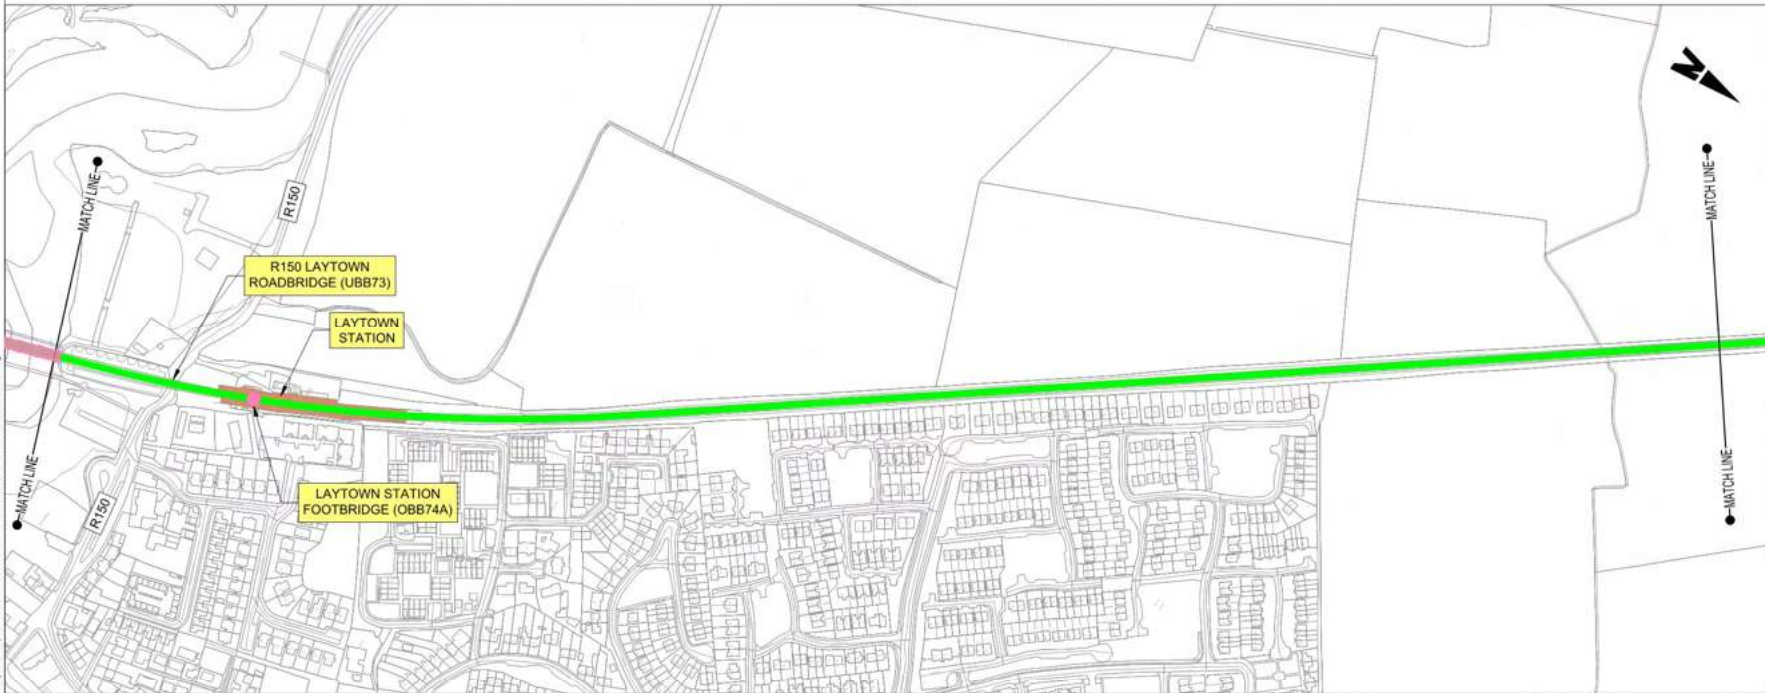 N
MATCH LINE
R150
MATCH LINE
R150 LAYTOWN
ROADBRIDGE (UBB73)
LAYTOWN
STATION
LAYTOWN STATION
FOOTBRIDGE (OBB74A)
MATCH LINE
R150
MATCH LINE